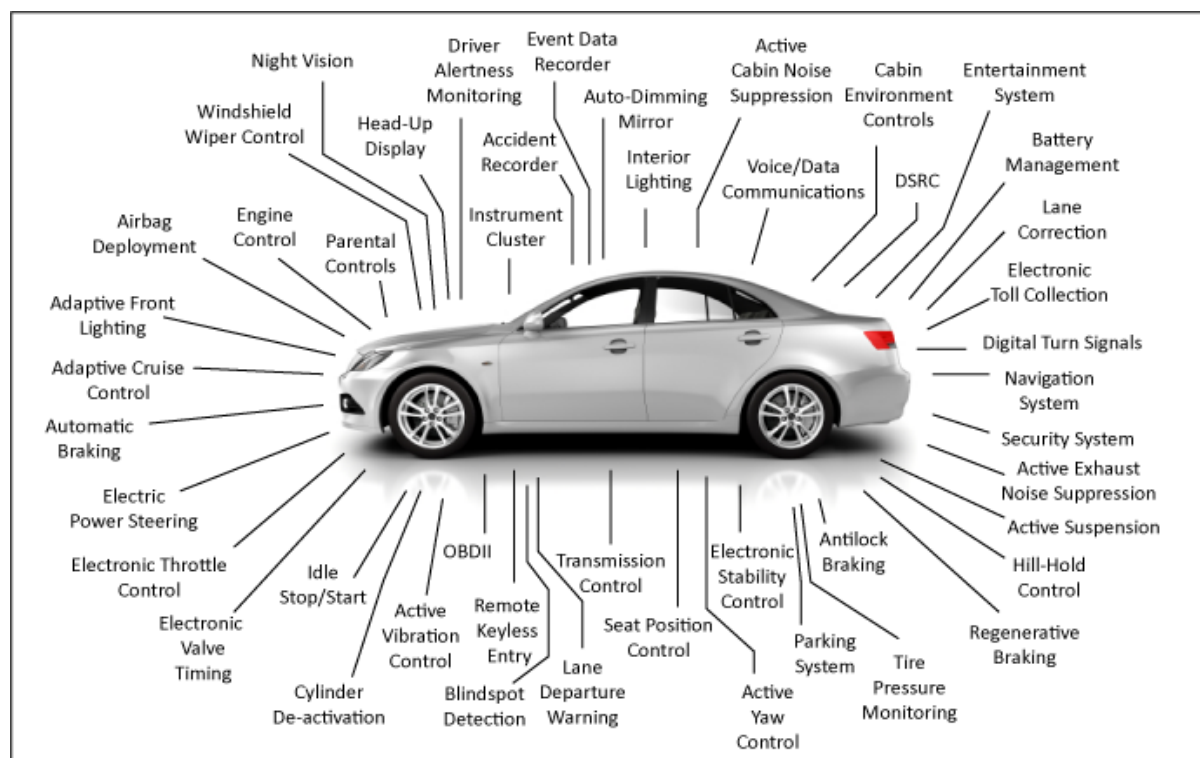 Night Vision
Driver
Alertness
Monitoring
Event Data
Recorder
Active
Cabin Noise
Suppression
Cabin
Environment
Controls
Entertainment
System
Windshield
Wiper Control
Head-Up
Display
Accident
Recorder
Auto-Dimming
Mirror
Interior
Lighting
Voice/Data
Communications
DSRC
Battery
Management
Airbag
Deployment
Engine
Control
Parental
Controls
Instrument
Cluster
Lane
Correction
Electronic
Toll Collection
Adaptive Front
Lighting
Digital Turn Signals
Adaptive Cruise
Control
Navigation
System
Automatic
Braking
Security System
Electric
Power Steering
Active Exhaust
Noise Suppression
Active Suspension
Electronic Throttle
Control
Idle
Stop/Start
OBDII
Transmission
Control
Electronic
Stability
Control
Antilock
Braking
Hill-Hold
Control
Electronic
Valve
Timing
Active
Vibration
Control
Remote
Keyless
Entry
Seat Position
Control
Parking
System
Regenerative
Braking
Cylinder
De-activation
Blindspot
Detection
Lane
Departure
Warning
Active
Yaw
Control
Tire
Pressure
Monitoring